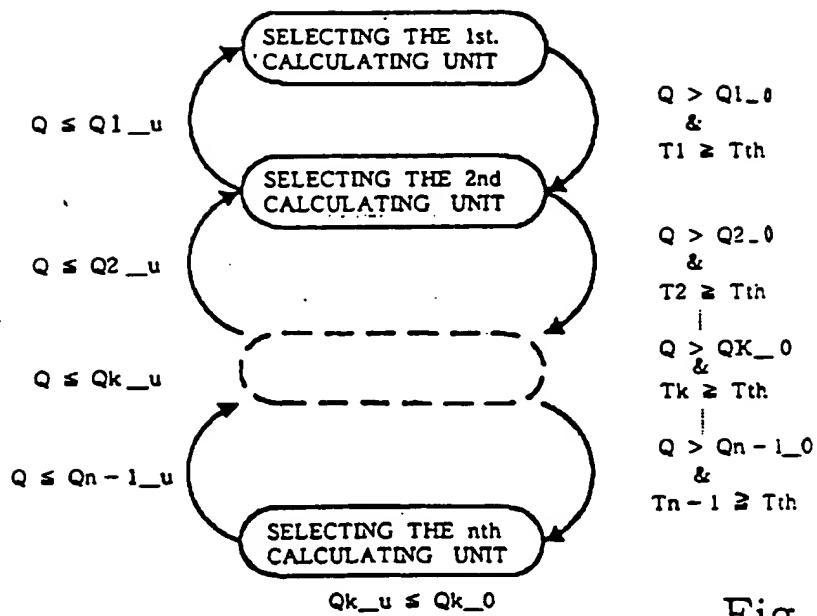 SELECTING THE 1st.
CALCULATING UNIT
Q ≤ Q1_u
Q > Q1_0
&
T1 ≧ Tth
SELECTING THE 2nd
CALCULATING UNIT
Q ≤ Q2_u
Q > Q2_0
&
T2 ≧ Tth
Q ≤ Qk_u
Q > QK_0
&
Tk ≧ Tth
Q ≤ Qn-1_u
Q > Qn-1_0
&
Tn-1 ≧ Tth
SELECTING THE nth
CALCULATING UNIT
Qk_u ≤ Qk_0
Fig